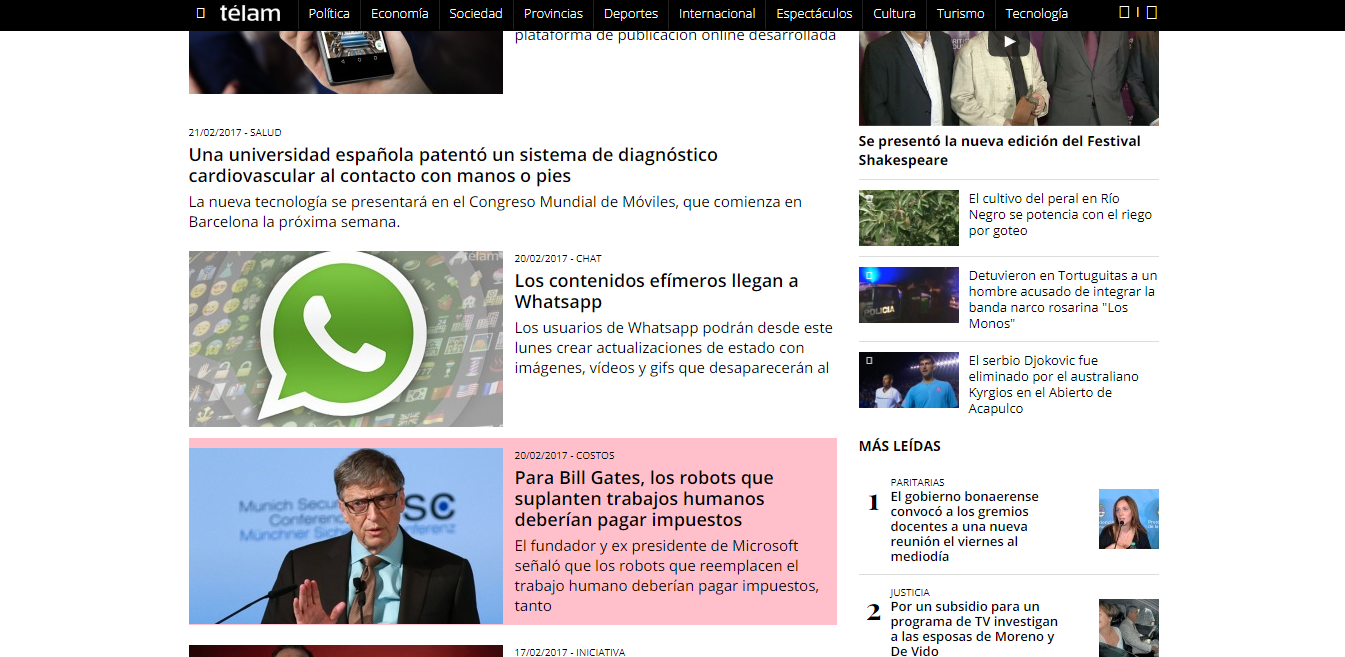 télam Política Economía Sociedad Provincias Deportes Internacional Espectáculos Cultura Turismo Tecnología
plataforma de publicación online desarrollada
21/02/2017 - SALUD
Una universidad española patentó un sistema de diagnóstico
cardiovascular al contacto con manos o pies
La nueva tecnología se presentará en el Congreso Mundial de Móviles, que comienza en
Barcelona la próxima semana.
télam
20/02/2017 - CHAT
Los contenidos efímeros llegan a
Whatsapp
Los usuarios de Whatsapp podrán desde este
lunes crear actualizaciones de estado con
imágenes, vídeos y gifs que desaparecerán al
Munich Secu
Conferenc
Münchner Sich
SC
ference
nferenz
20/02/2017 - COSTOS
Para Bill Gates, los robots que
suplanten trabajos humanos
deberían pagar impuestos
El fundador y ex presidente de Microsoft
señaló que los robots que reemplacen el
trabajo humano deberían pagar impuestos,
tanto
17/02/2017 - INICIATIVA
Se presentó la nueva edición del Festival
Shakespeare
El cultivo del peral en Río
Negro se potencia con el riego
por goteo
POLICIA
Detuvieron en Tortuguitas a un
hombre acusado de integrar la
banda narco rosarina "Los
Monos"
El serbio Djokovic fue
eliminado por el australiano
Kyrgios en el Abierto de
Acapulco
MÁS LEÍDAS
1
PARITARIAS
El gobierno bonaerense
convocó a los gremios
docentes a una nueva
reunión el viernes al
mediodía
2
JUSTICIA
Por un subsidio para un
programa de TV investigan
a las esposas de Moreno y
De Vido